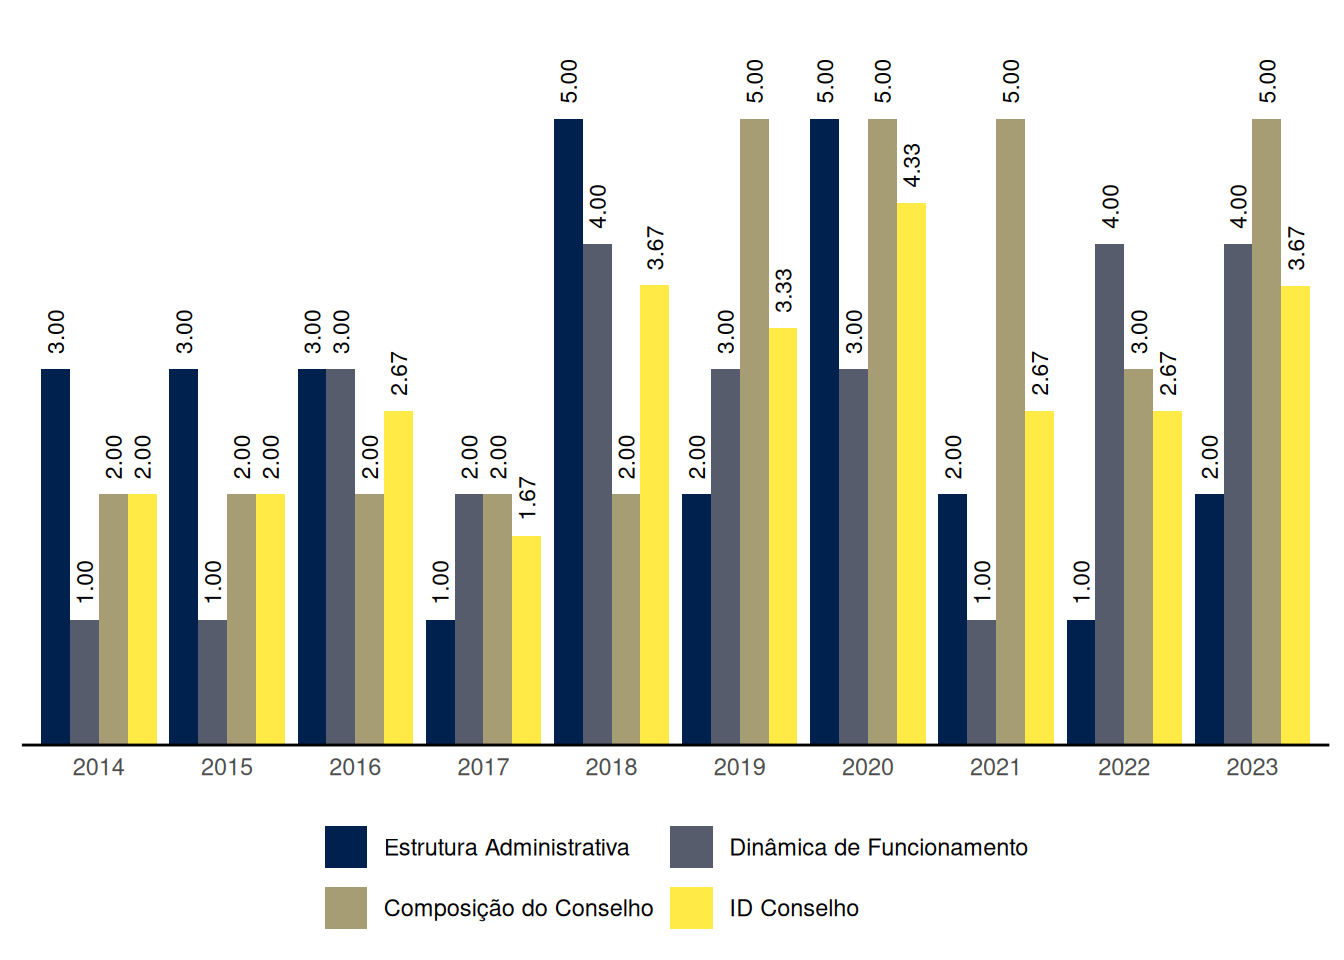 5.00 5.00 5.00 5.00 5.00 5.00
4.33
4.00 4.00 4.00
3.67 3.67
3.33
3.00 3.00 3.00 3.00 3.00 3.00 3.00
2.67 2.67 2.67
2.00 2.00 2.00 2.00 2.00 2.00 2.00 2.00 2.00 2.00 2.00
1.67
1.00 1.00 1.00 1.00 1.00
2014 2015 2016 2017 2018 2019 2020 2021 2022 2023
Estrutura Administrativa Dinâmica de Funcionamento
Composição do Conselho ID Conselho